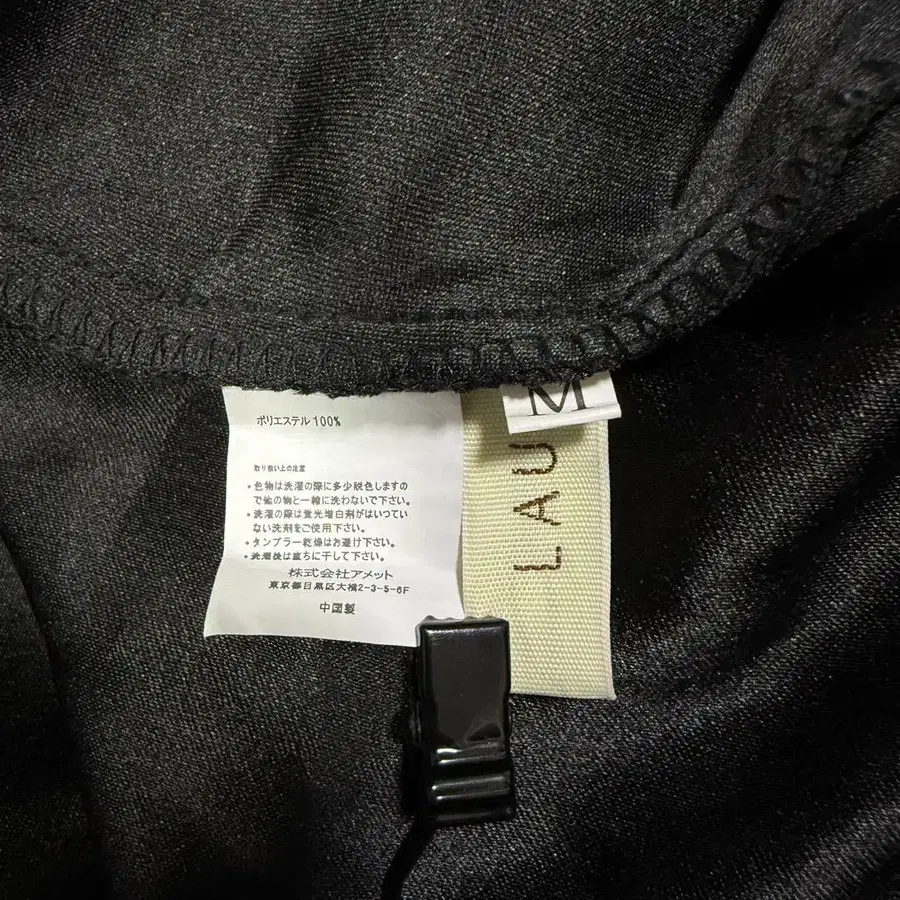 ポリエステル100%
取り扱い上の注意
・色物は洗濯の際に多少脱色しますの
で他の物と一緒に洗わないで下さい。
・洗濯の際は蛍光増白剤がはいってい
ない洗剤をご使用下さい。
・タンブラー乾燥はお避け下さい。
・洗濯後は直ちに干して下さい。
株式会社アメット
東京都目黒区大橋2-3-5-6F
中国製
M
LAU